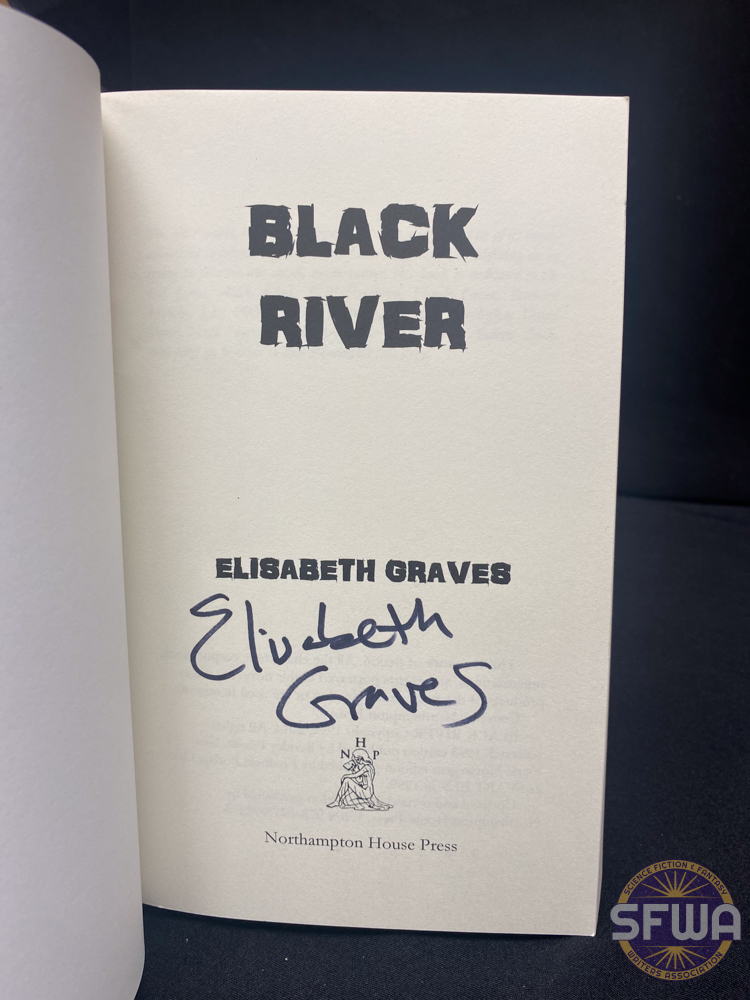 BLACK
RIVER
ELISABETH GRAVES
Elisabeth
Graves
H
N P
Northampton House Press
SCIENCE FICTION & FANTASY
SFWA
WRITERS ASSOCIATION